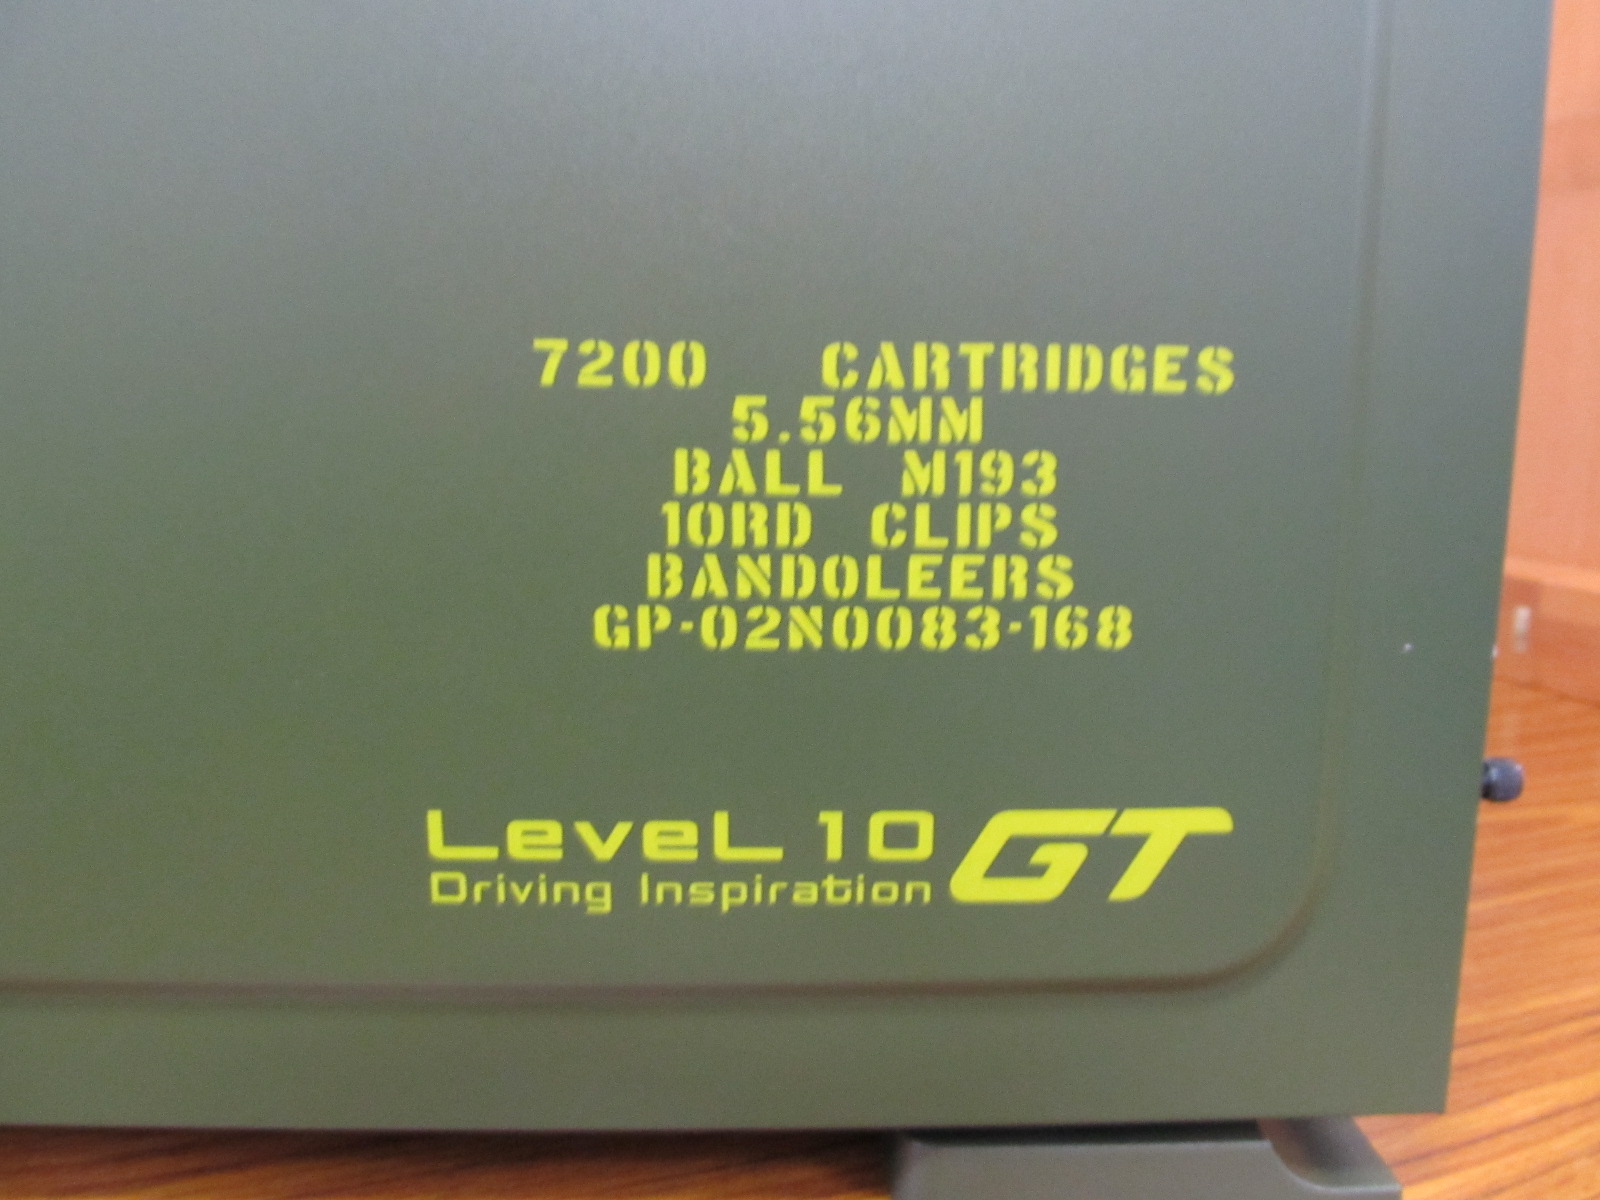 7200 CARTRIDGES
5.56MM
BALL M193
10RD CLIPS
BANDOLEERS
GP-02N0083-168
LeveL 10 GT
Driving Inspiration